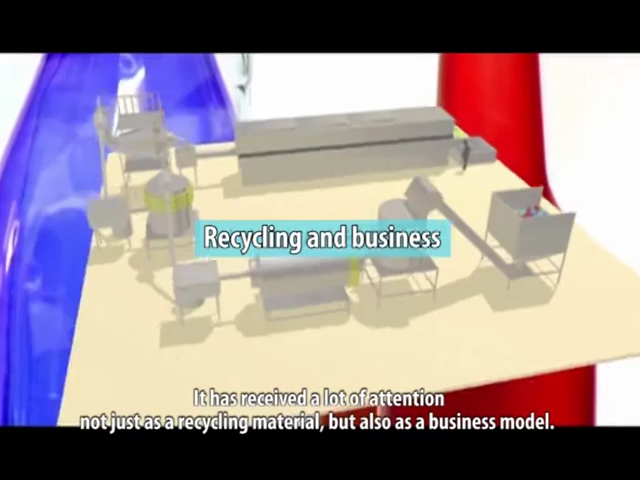 Recycling and business
It has received a lot of attention
not just as a recycling material, but also as a business model.